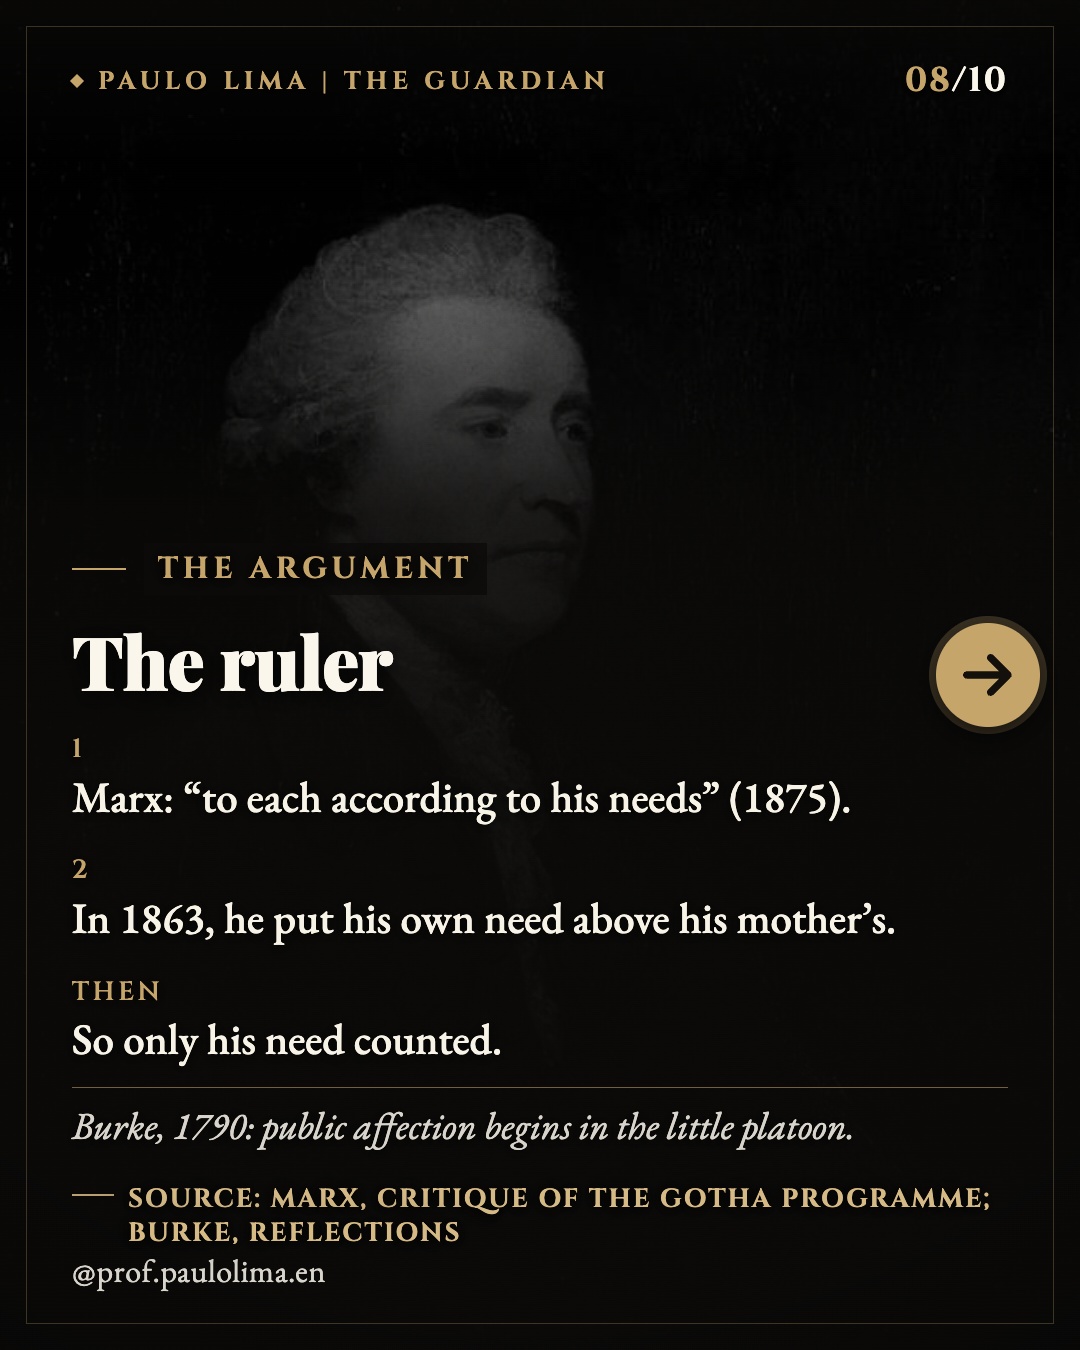 ◆ PAULO LIMA | THE GUARDIAN
08/10
THE ARGUMENT
The ruler
1
Marx: “to each according to his needs” (1875).
2
In 1863, he put his own need above his mother’s.
THEN
So only his need counted.
Burke, 1790: public affection begins in the little platoon.
SOURCE: MARX, CRITIQUE OF THE GOTHA PROGRAMME;
BURKE, REFLECTIONS
@prof.paulolima.en